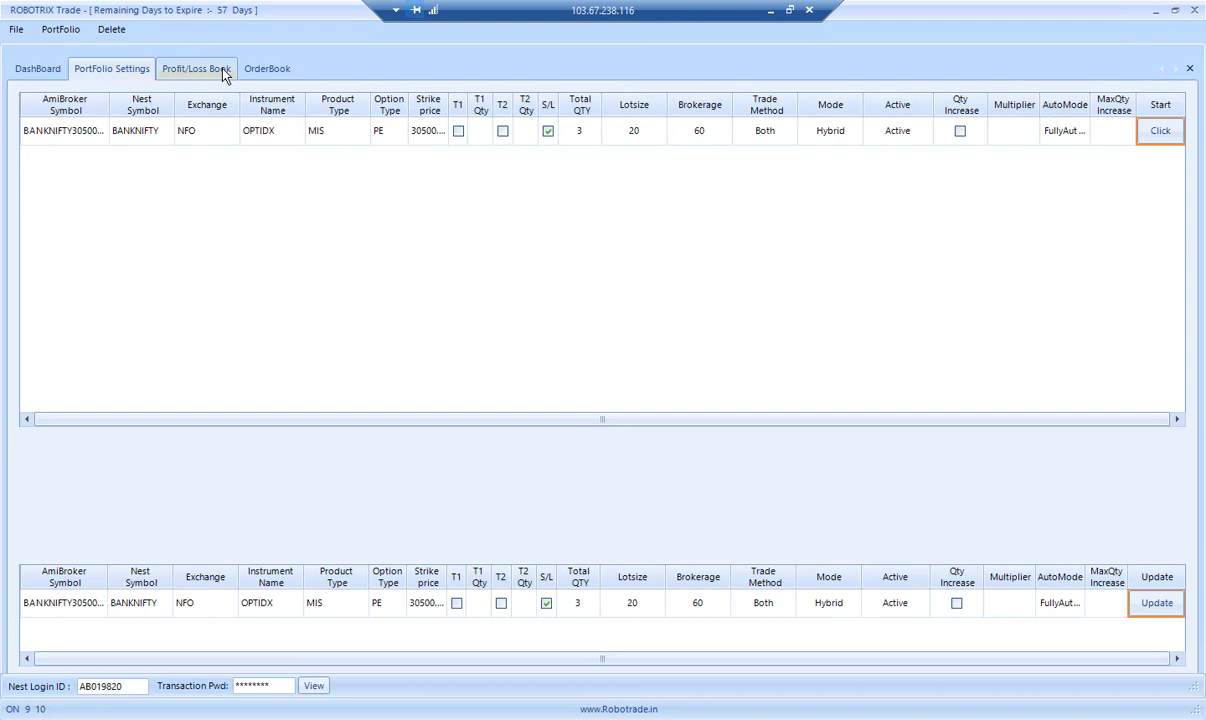 ROBOTRIX Trade - [ Remaining Days to Expire :- 57 Days ]
103.67.238.116
File PortFolio Delete
DashBoard PortFolio Settings Profit/Loss Book OrderBook
AmiBroker Symbol Nest Symbol Exchange Instrument Name Product Type Option Type Strike price T1 T1 Qty T2 T2 Qty S/L Total QTY Lotsize Brokerage Trade Method Mode Active Qty Increase Multiplier AutoMode MaxQty Increase Start
BANKNIFTY30500... BANKNIFTY NFO OPTIDX MIS PE 30500.... 3 20 60 Both Hybrid Active FullyAut ... Click
AmiBroker Symbol Nest Symbol Exchange Instrument Name Product Type Option Type Strike price T1 T1 Qty T2 T2 Qty S/L Total QTY Lotsize Brokerage Trade Method Mode Active Qty Increase Multiplier AutoMode MaxQty Increase Update
BANKNIFTY30500... BANKNIFTY NFO OPTIDX MIS PE 30500.... 3 20 60 Both Hybrid Active FullyAut... Update
Nest Login ID : AB019820 Transaction Pwd: ******** View
ON 9 10 www.Robotrade.in